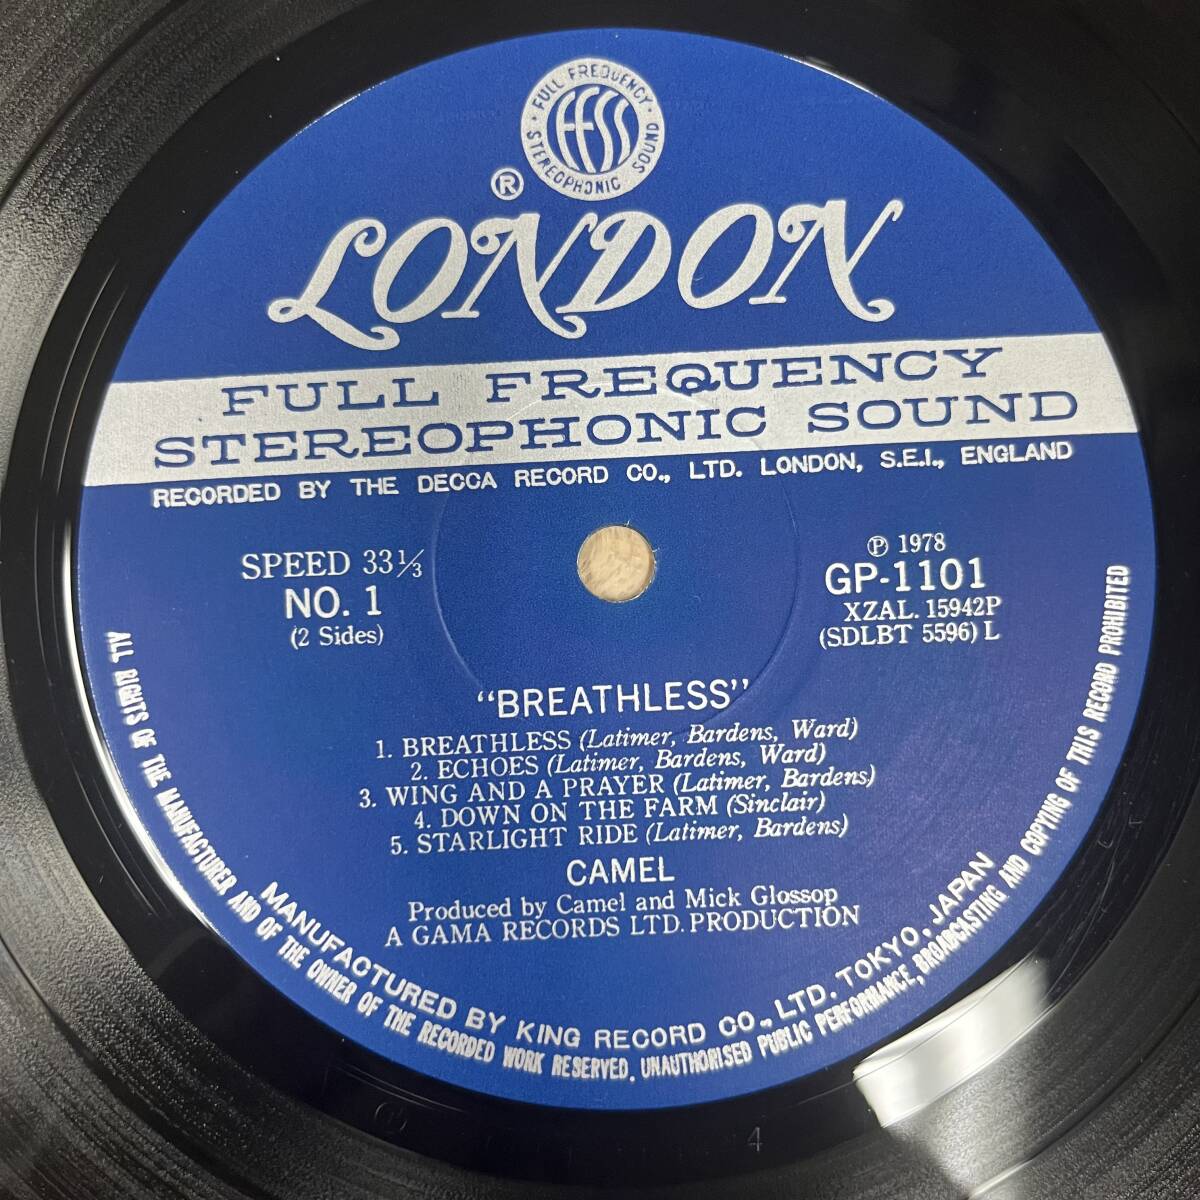 FULL FREQUENCY
FFSS
STEREOPHONIC SOUND
®
LONDON
FULL FREQUENCY
STEREOPHONIC SOUND
RECORDED BY THE DECCA RECORD CO., LTD. LONDON, S.E.I., ENGLAND
SPEED 33⅓
NO. 1
(2 Sides)
℗ 1978
GP-1101
XZAL. 15942P
(SDLBT 5596) L
“BREATHLESS”
1. BREATHLESS (Latimer, Bardens, Ward)
2. ECHOES (Latimer, Bardens, Ward)
3. WING AND A PRAYER (Latimer, Bardens)
4. DOWN ON THE FARM (Sinclair)
5. STARLIGHT RIDE (Latimer, Bardens)
CAMEL
Produced by Camel and Mick Glossop
A GAMA RECORDS LTD. PRODUCTION
MANUFACTURED BY KING RECORD CO., LTD. TOKYO, JAPAN
ALL RIGHTS OF THE MANUFACTURER AND OF THE OWNER OF THE RECORDED WORK RESERVED. UNAUTHORISED PUBLIC PERFORMANCE, BROADCASTING AND COPYING OF THIS RECORD PROHIBITED
4